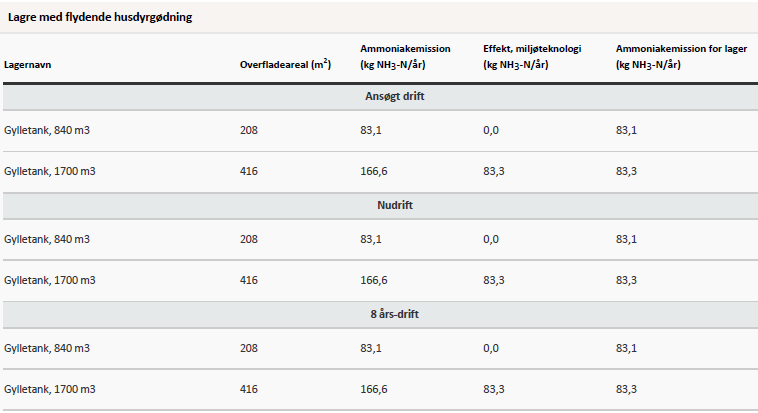 Lagre med flydende husdyrgødning
Lagernavn Overfladeareal (m²) Ammoniakemission (kg NH3-N/år) Effekt, miljøteknologi (kg NH3-N/år) Ammoniakemission for lager (kg NH3-N/år)
Ansøgt drift
Gylletank, 840 m3 208 83,1 0,0 83,1
Gylletank, 1700 m3 416 166,6 83,3 83,3
Nudrift
Gylletank, 840 m3 208 83,1 0,0 83,1
Gylletank, 1700 m3 416 166,6 83,3 83,3
8 års-drift
Gylletank, 840 m3 208 83,1 0,0 83,1
Gylletank, 1700 m3 416 166,6 83,3 83,3